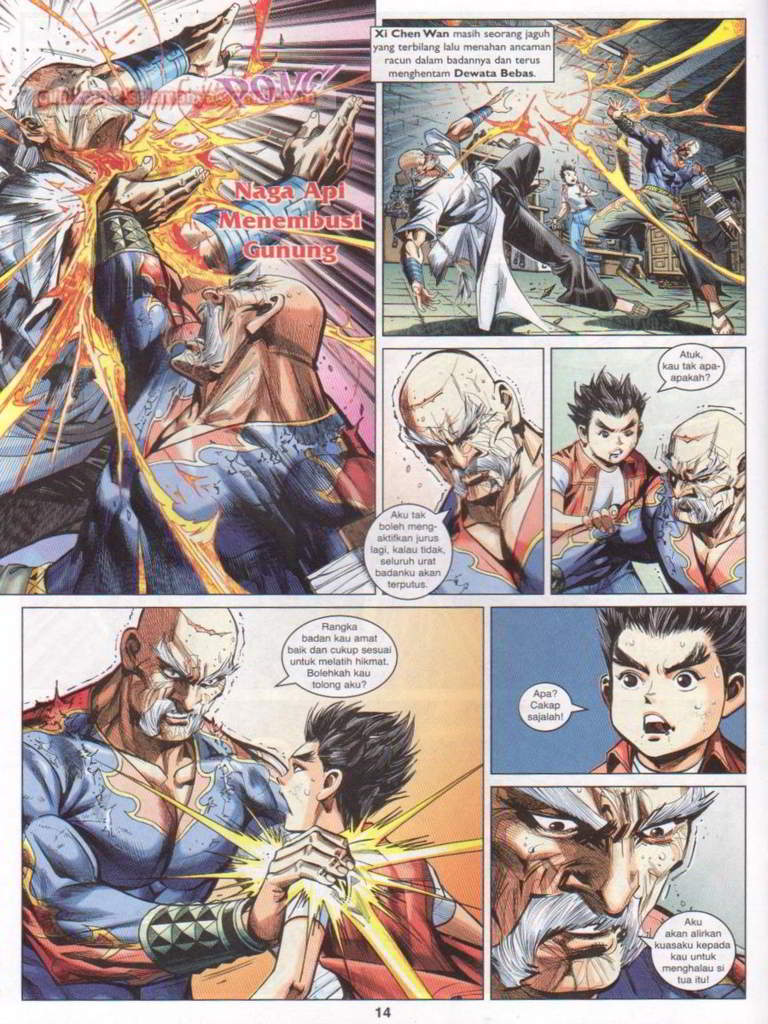 POMC!
Naga Api
Menembusi
Gunung
Xi Chen Wan masih seorang jaguh
yang terbilang lalu menahan ancaman
racun dalam badannya dan terus
menghentam Dewata Bebas.
Aku tak
boleh meng-
aktifkan jurus
lagi, kalau tidak,
seluruh urat
badanku akan
terputus.
Atuk,
kau tak apa-
apakah?
Rangka
badan kau amat
baik dan cukup sesuai
untuk melatih hikmat.
Bolehkah kau
tolong aku?
Apa?
Cakap
sajalah!
Aku
akan alirkan
kuasaku kepada
kau untuk
menghalau si
tua itu!
14